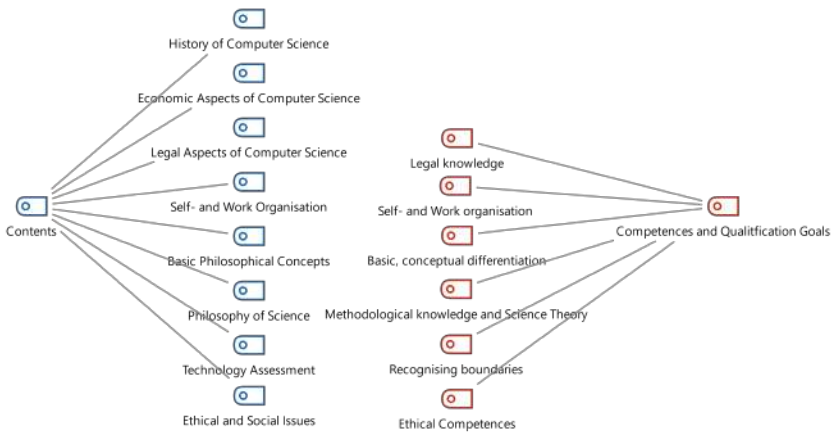 History of Computer Science
Economic Aspects of Computer Science
Legal Aspects of Computer Science
Self- and Work Organisation
Contents
Basic Philosophical Concepts
Philosophy of Science
Technology Assessment
Ethical and Social Issues
Legal knowledge
Self- and Work organisation
Competences and Qualitfication Goals
Basic, conceptual differentiation
Methodological knowledge and Science Theory
Recognising boundaries
Ethical Competences